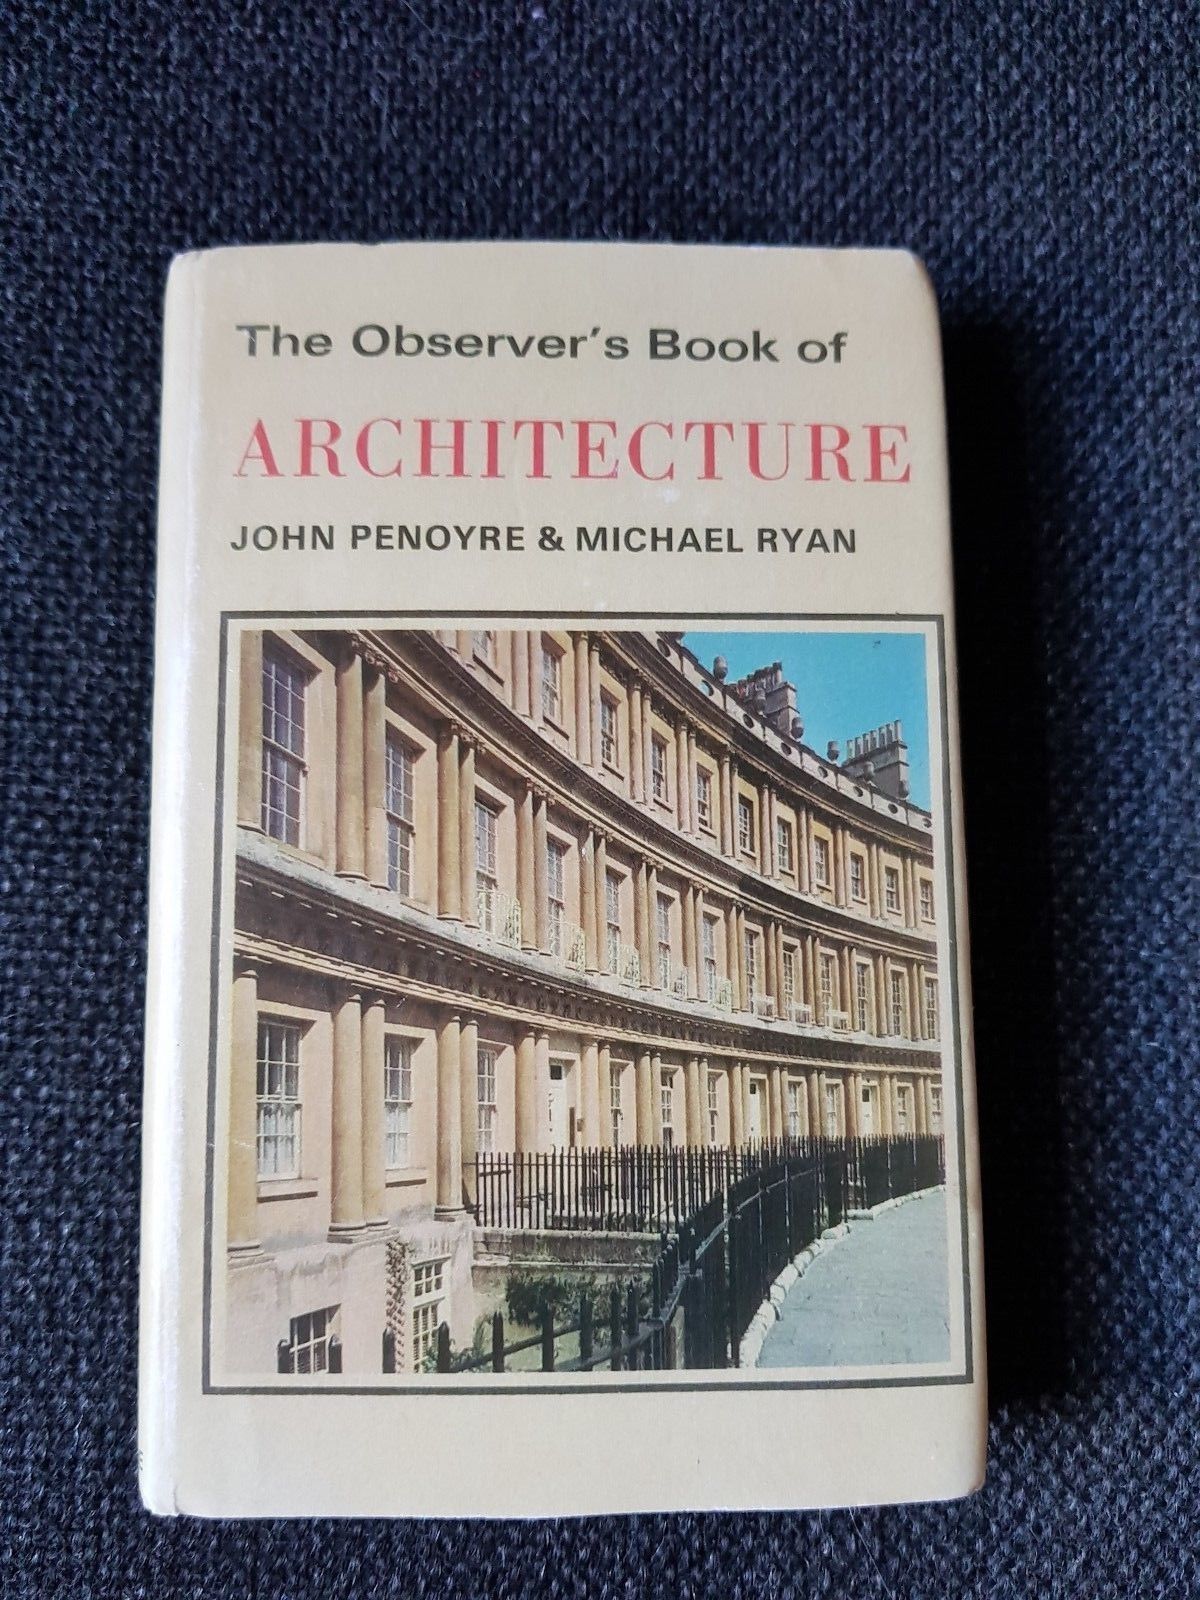 The Observer's Book of
ARCHITECTURE
JOHN PENOYRE & MICHAEL RYAN